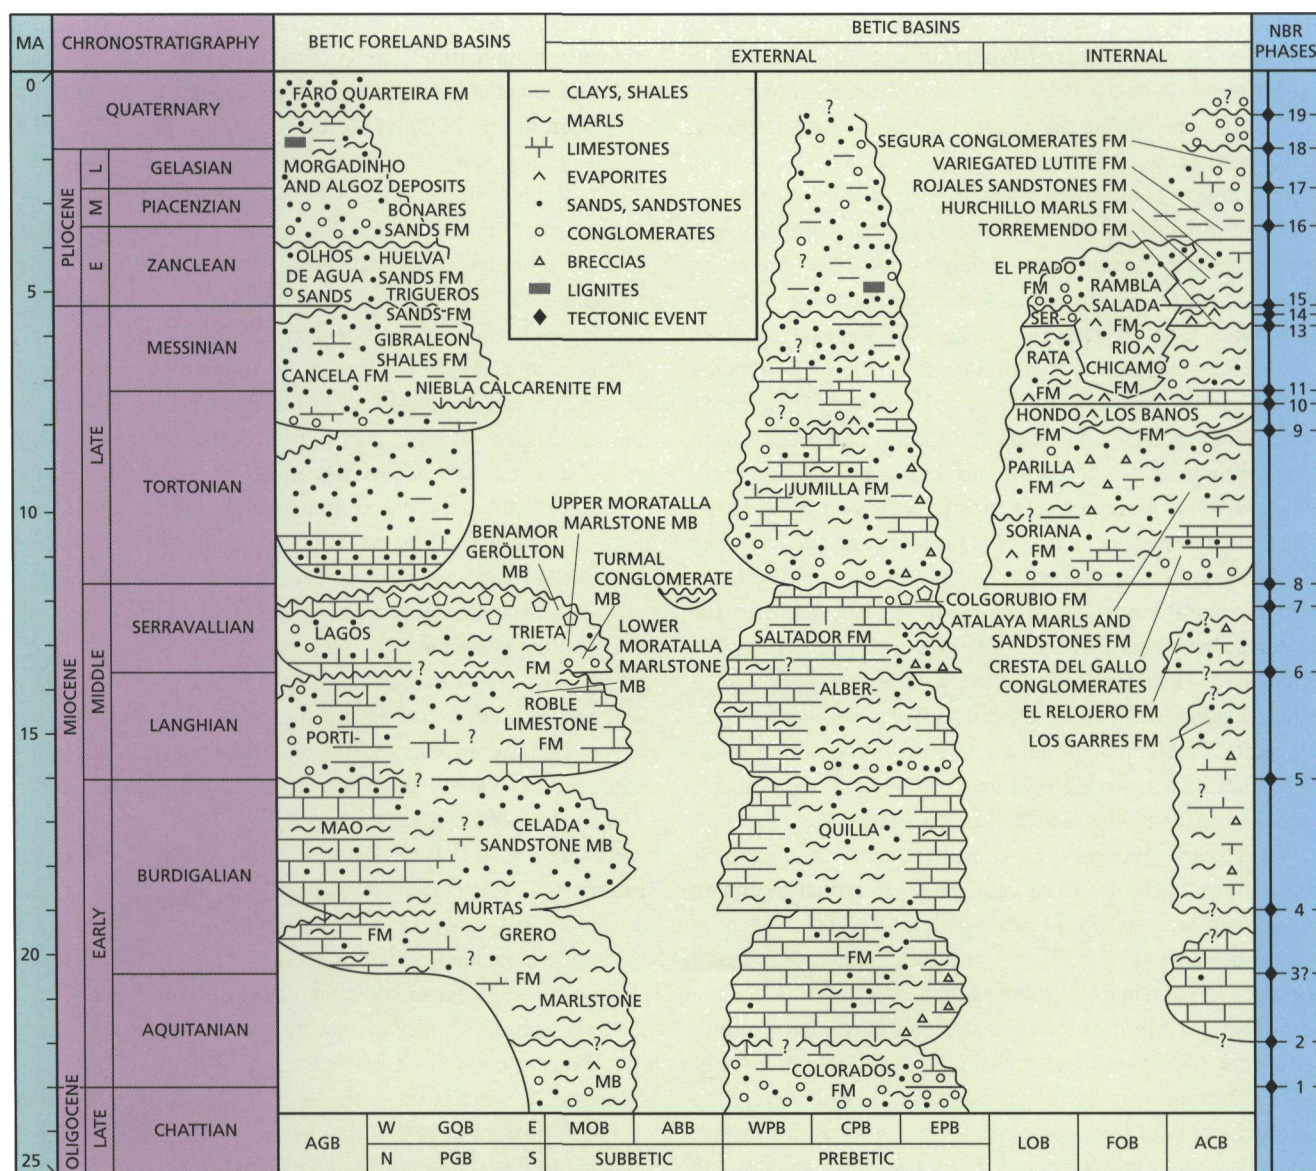 MA
CHRONOSTRATIGRAPHY
BETIC FORELAND BASINS
BETIC BASINS
EXTERNAL
INTERNAL
NBR
PHASES
0
5
10
15
20
25
QUATERNARY
PLIOCENE
L
GELASIAN
M
PIACENZIAN
E
ZANCLEAN
MIOCENE
LATE
MESSINIAN
TORTONIAN
MIDDLE
SERRAVALLIAN
LANGHIAN
EARLY
BURDIGALIAN
AQUITANIAN
OLIGOCENE
LATE
CHATTIAN
FARO QUARTEIRA FM
MORGADINHO
AND ALGOZ DEPOSITS
BONARES
SANDS FM
OLHOS
DE AGUA
SANDS
HUELVA
SANDS FM
TRIGUEROS
SANDS FM
GIBRALEON
SHALES FM
CANCELA FM
NIEBLA CALCARENITE FM
UPPER MORATALLA
MARLSTONE MB
BENAMOR
GERÖLLTON
MB
TURMAL
CONGLOMERATE
MB
LOWER
MORATALLA
MARLSTONE
MB
LAGOS
TRIETA
FM
?
ROBLE
LIMESTONE
FM
PORTI-
?
?
MAO
?
CELADA
SANDSTONE MB
MURTAS
FM
GRERO
?
FM
MARLSTONE
?
MB
CLAYS, SHALES
MARLS
LIMESTONES
EVAPORITES
SANDS, SANDSTONES
CONGLOMERATES
BRECCIAS
LIGNITES
TECTONIC EVENT
?
?
?
?
?
JUMILLA FM
SALTADOR FM
?
ALBER-
QUILLA
FM
?
COLORADOS
FM
?
SEGURA CONGLOMERATES FM
VARIEGATED LUTITE FM
ROJALES SANDSTONES FM
HURCHILLO MARLS FM
TORREMENDO FM
EL PRADO
FM
RAMBLA
SALADA
FM
SER-
RATA
FM
RIO
CHICAMO
FM
HONDO
FM
LOS BANOS
FM
PARILLA
FM
?
SORIANA
FM
COLGORUBIO FM
ATALAYA MARLS AND
SANDSTONES FM
CRESTA DEL GALLO
CONGLOMERATES
EL RELOJERO FM
LOS GARRES FM
?
?
?
?
?
?
19
18
17
16
15
14
13
11
10
9
8
7
6
5
4
3?
2
1
AGB
W GQB E
N PGB S
MOB
ABB
SUBBETIC
WPB
CPB
EPB
PREBETIC
LOB
FOB
ACB